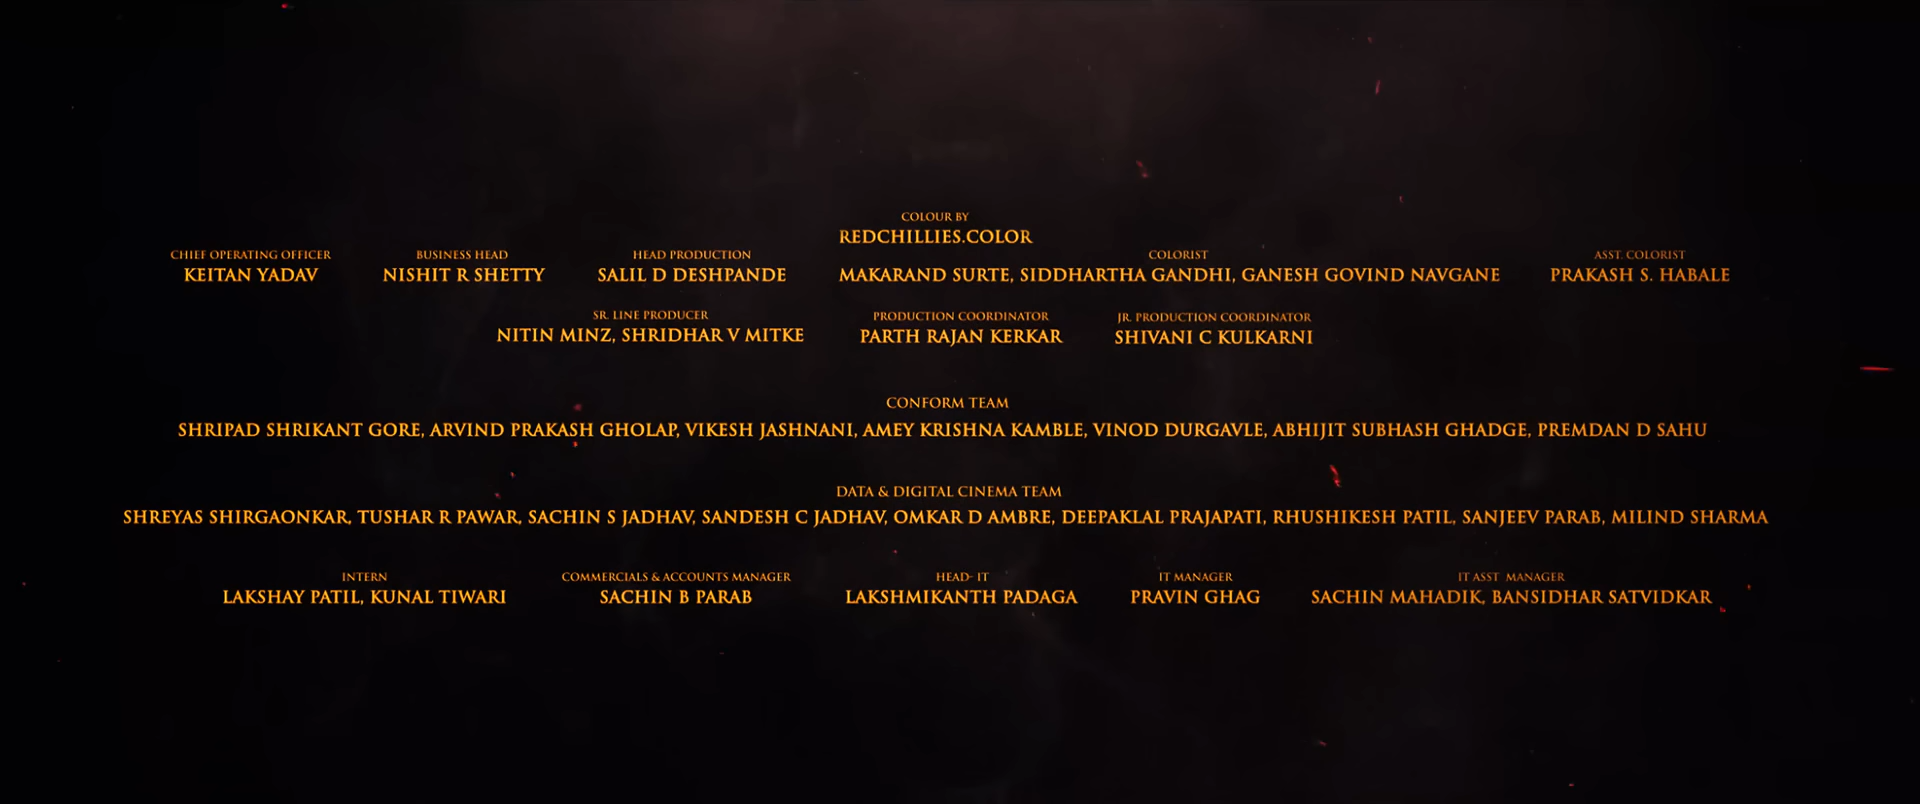 COLOUR BY
REDCHILLIES.COLOR
CHIEF OPERATING OFFICER BUSINESS HEAD HEAD PRODUCTION COLORIST ASST. COLORIST
KEITAN YADAV NISHIT R SHETTY SALIL D DESHPANDE MAKARAND SURTE, SIDDHARTHA GANDHI, GANESH GOVIND NAVGANE PRAKASH S. HABALE
SR. LINE PRODUCER PRODUCTION COORDINATOR JR. PRODUCTION COORDINATOR
NITIN MINZ, SHRIDHAR V MITKE PARTH RAJAN KERKAR SHIVANI C KULKARNI
CONFORM TEAM
SHRIPAD SHRIKANT GORE, ARVIND PRAKASH GHOLAP, VIKESH JASHNANI, AMEY KRISHNA KAMBLE, VINOD DURGAVLE, ABHIJIT SUBHASH GHADGE, PREMDAN D SAHU
DATA & DIGITAL CINEMA TEAM
SHREYAS SHIRGAONKAR, TUSHAR R PAWAR, SACHIN S JADHAV, SANDESH C JADHAV, OMKAR D AMBRE, DEEPAKLAL PRAJAPATI, RHUSHIKESH PATIL, SANJEEV PARAB, MILIND SHARMA
INTERN COMMERCIALS & ACCOUNTS MANAGER HEAD- IT IT MANAGER IT ASST MANAGER
LAKSHAY PATIL, KUNAL TIWARI SACHIN B PARAB LAKSHMIKANTH PADAGA PRAVIN GHAG SACHIN MAHADIK, BANSIDHAR SATVIDKAR